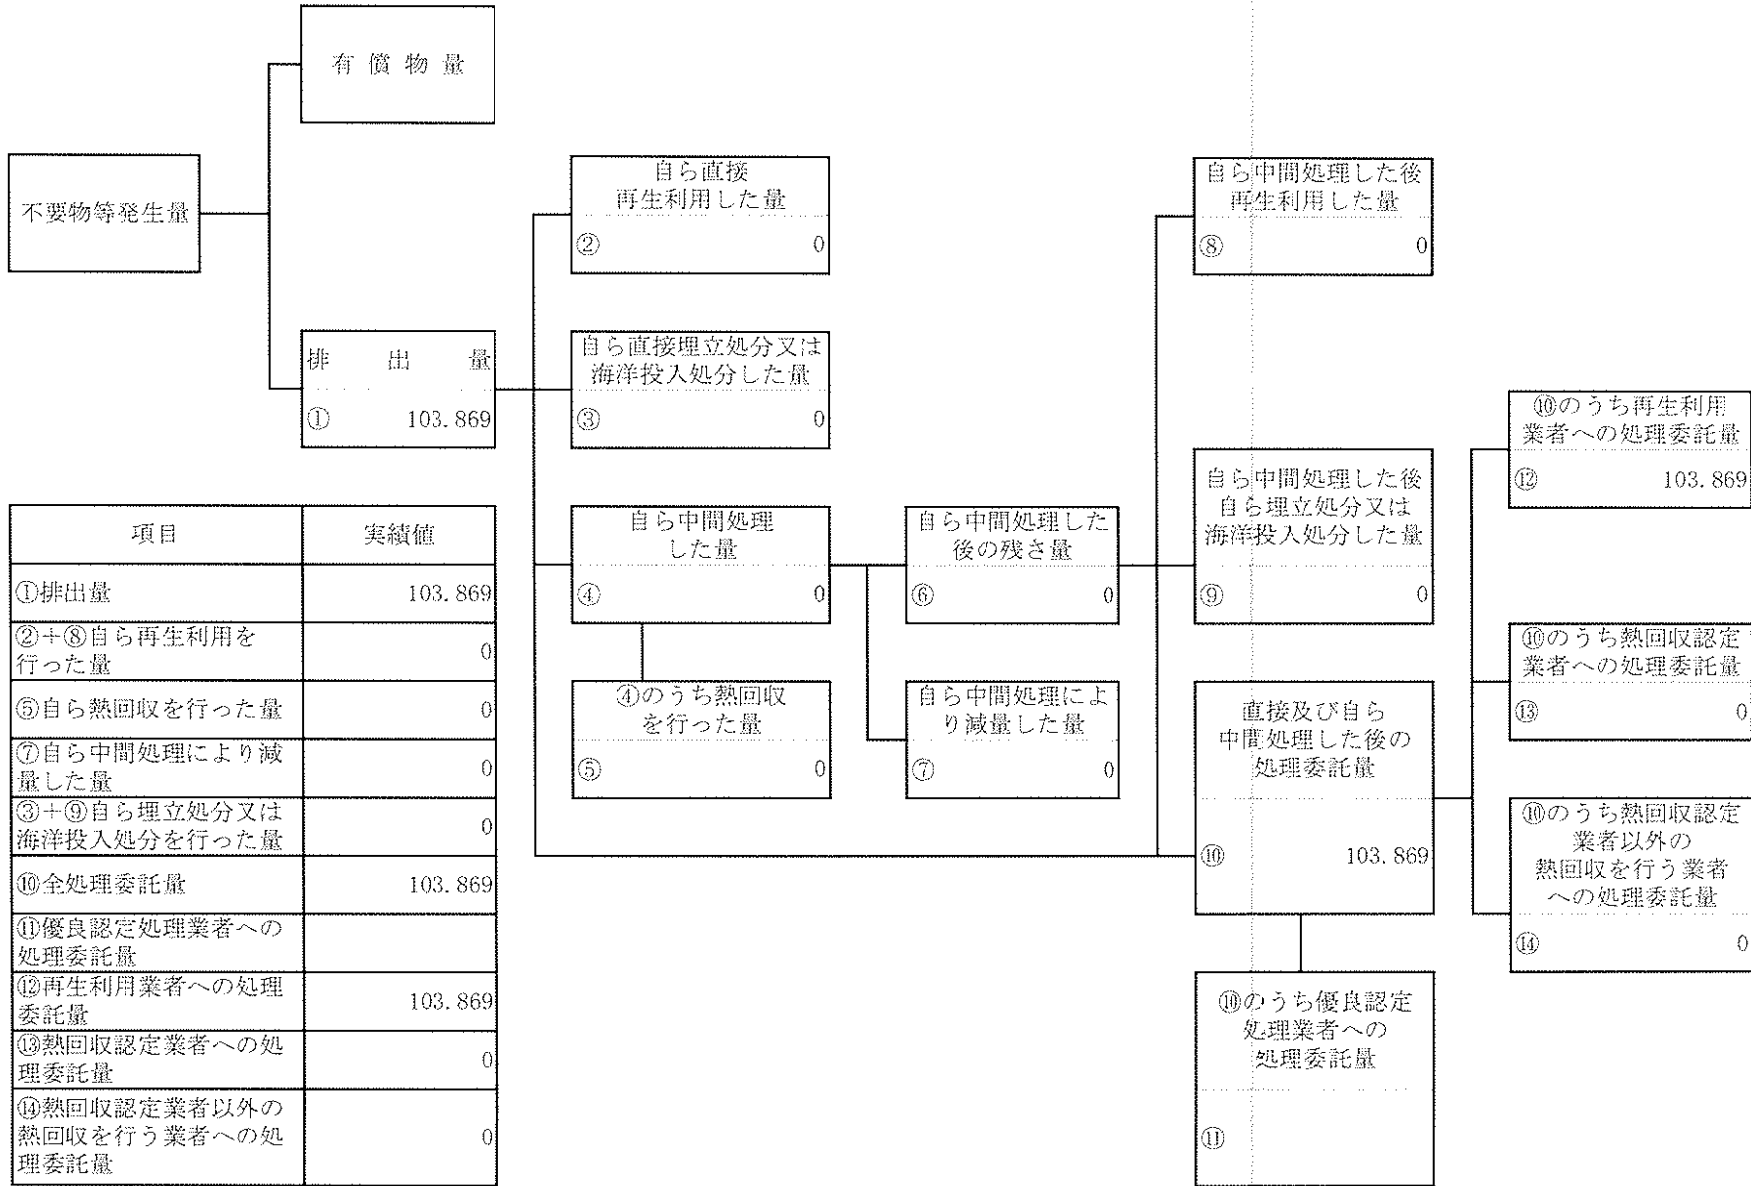 有償物量
不要物等発生量
排出量
① 103.869
自ら直接
再生利用した量
② 0
自ら直接埋立処分又は
海洋投入処分した量
③ 0
自ら中間処理
した量
④ 0
④のうち熱回収
を行った量
⑤ 0
自ら中間処理した
後の残さ量
⑥ 0
自ら中間処理によ
り減量した量
⑦ 0
自ら中間処理した後
再生利用した量
⑧ 0
自ら中間処理した後
自ら埋立処分又は
海洋投入処分した量
⑨ 0
直接及び自ら
中間処理した後の
処理委託量
⑩ 103.869
⑩のうち優良認定
処理業者への
処理委託量
⑪
⑩のうち再生利用
業者への処理委託量
⑫ 103.869
⑩のうち熱回収認定
業者への処理委託量
⑬ 0
⑩のうち熱回収認定
業者以外の
熱回収を行う業者
への処理委託量
⑭ 0
項目 実績値
①排出量 103.869
②+⑧自ら再生利用を
行った量 0
⑤自ら熱回収を行った量 0
⑦自ら中間処理により減
量した量 0
③+⑨自ら埋立処分又は
海洋投入処分を行った量 0
⑩全処理委託量 103.869
⑪優良認定処理業者への
処理委託量
⑫再生利用業者への処理
委託量 103.869
⑬熱回収認定業者への処
理委託量 0
⑭熱回収認定業者以外の
熱回収を行う業者への処
理委託量 0